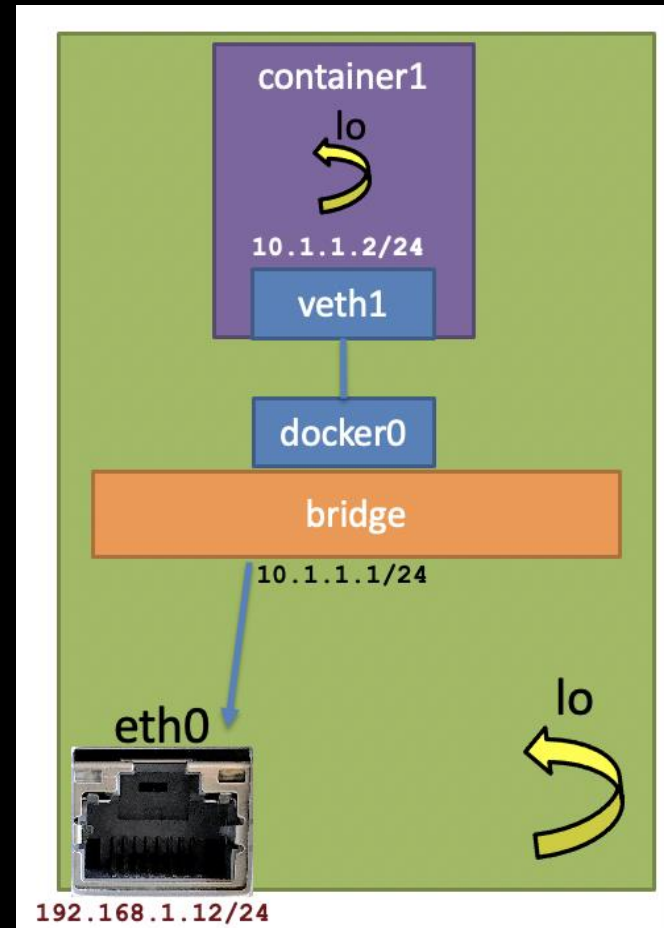 container1
lo
10.1.1.2/24
veth1
docker0
bridge
10.1.1.1/24
lo
eth0
192.168.1.12/24